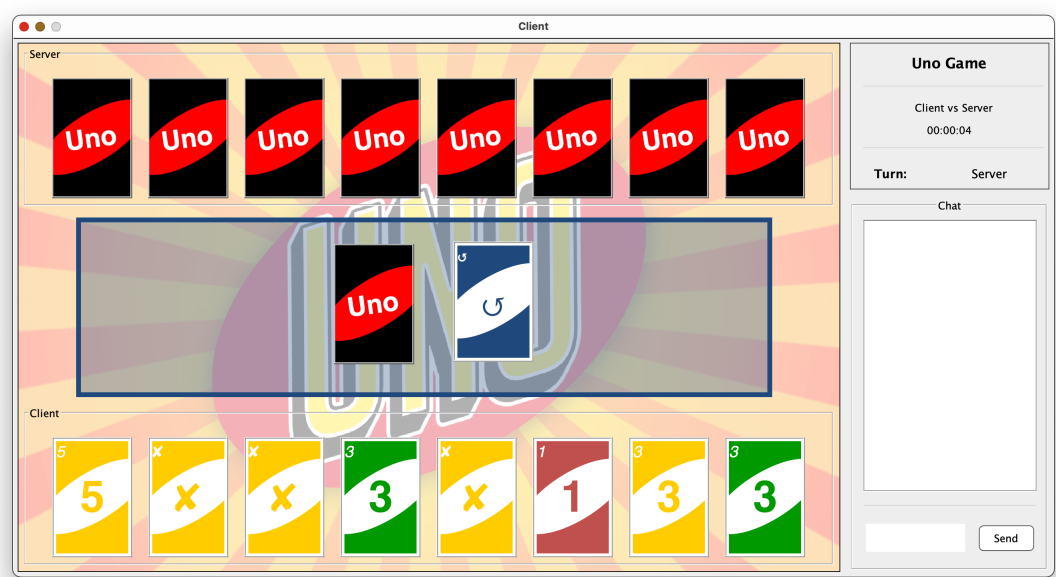 Client
Server
Uno Uno Uno Uno Uno Uno Uno Uno
Uno Game
Client vs Server
00:00:04
Turn: Server
UNO
Uno ↺ ↺
Chat
Client
5 ✘ ✘ 3 ✘ 1 3 3
5 ✘ ✘ 3 ✘ 1 3 3
Send